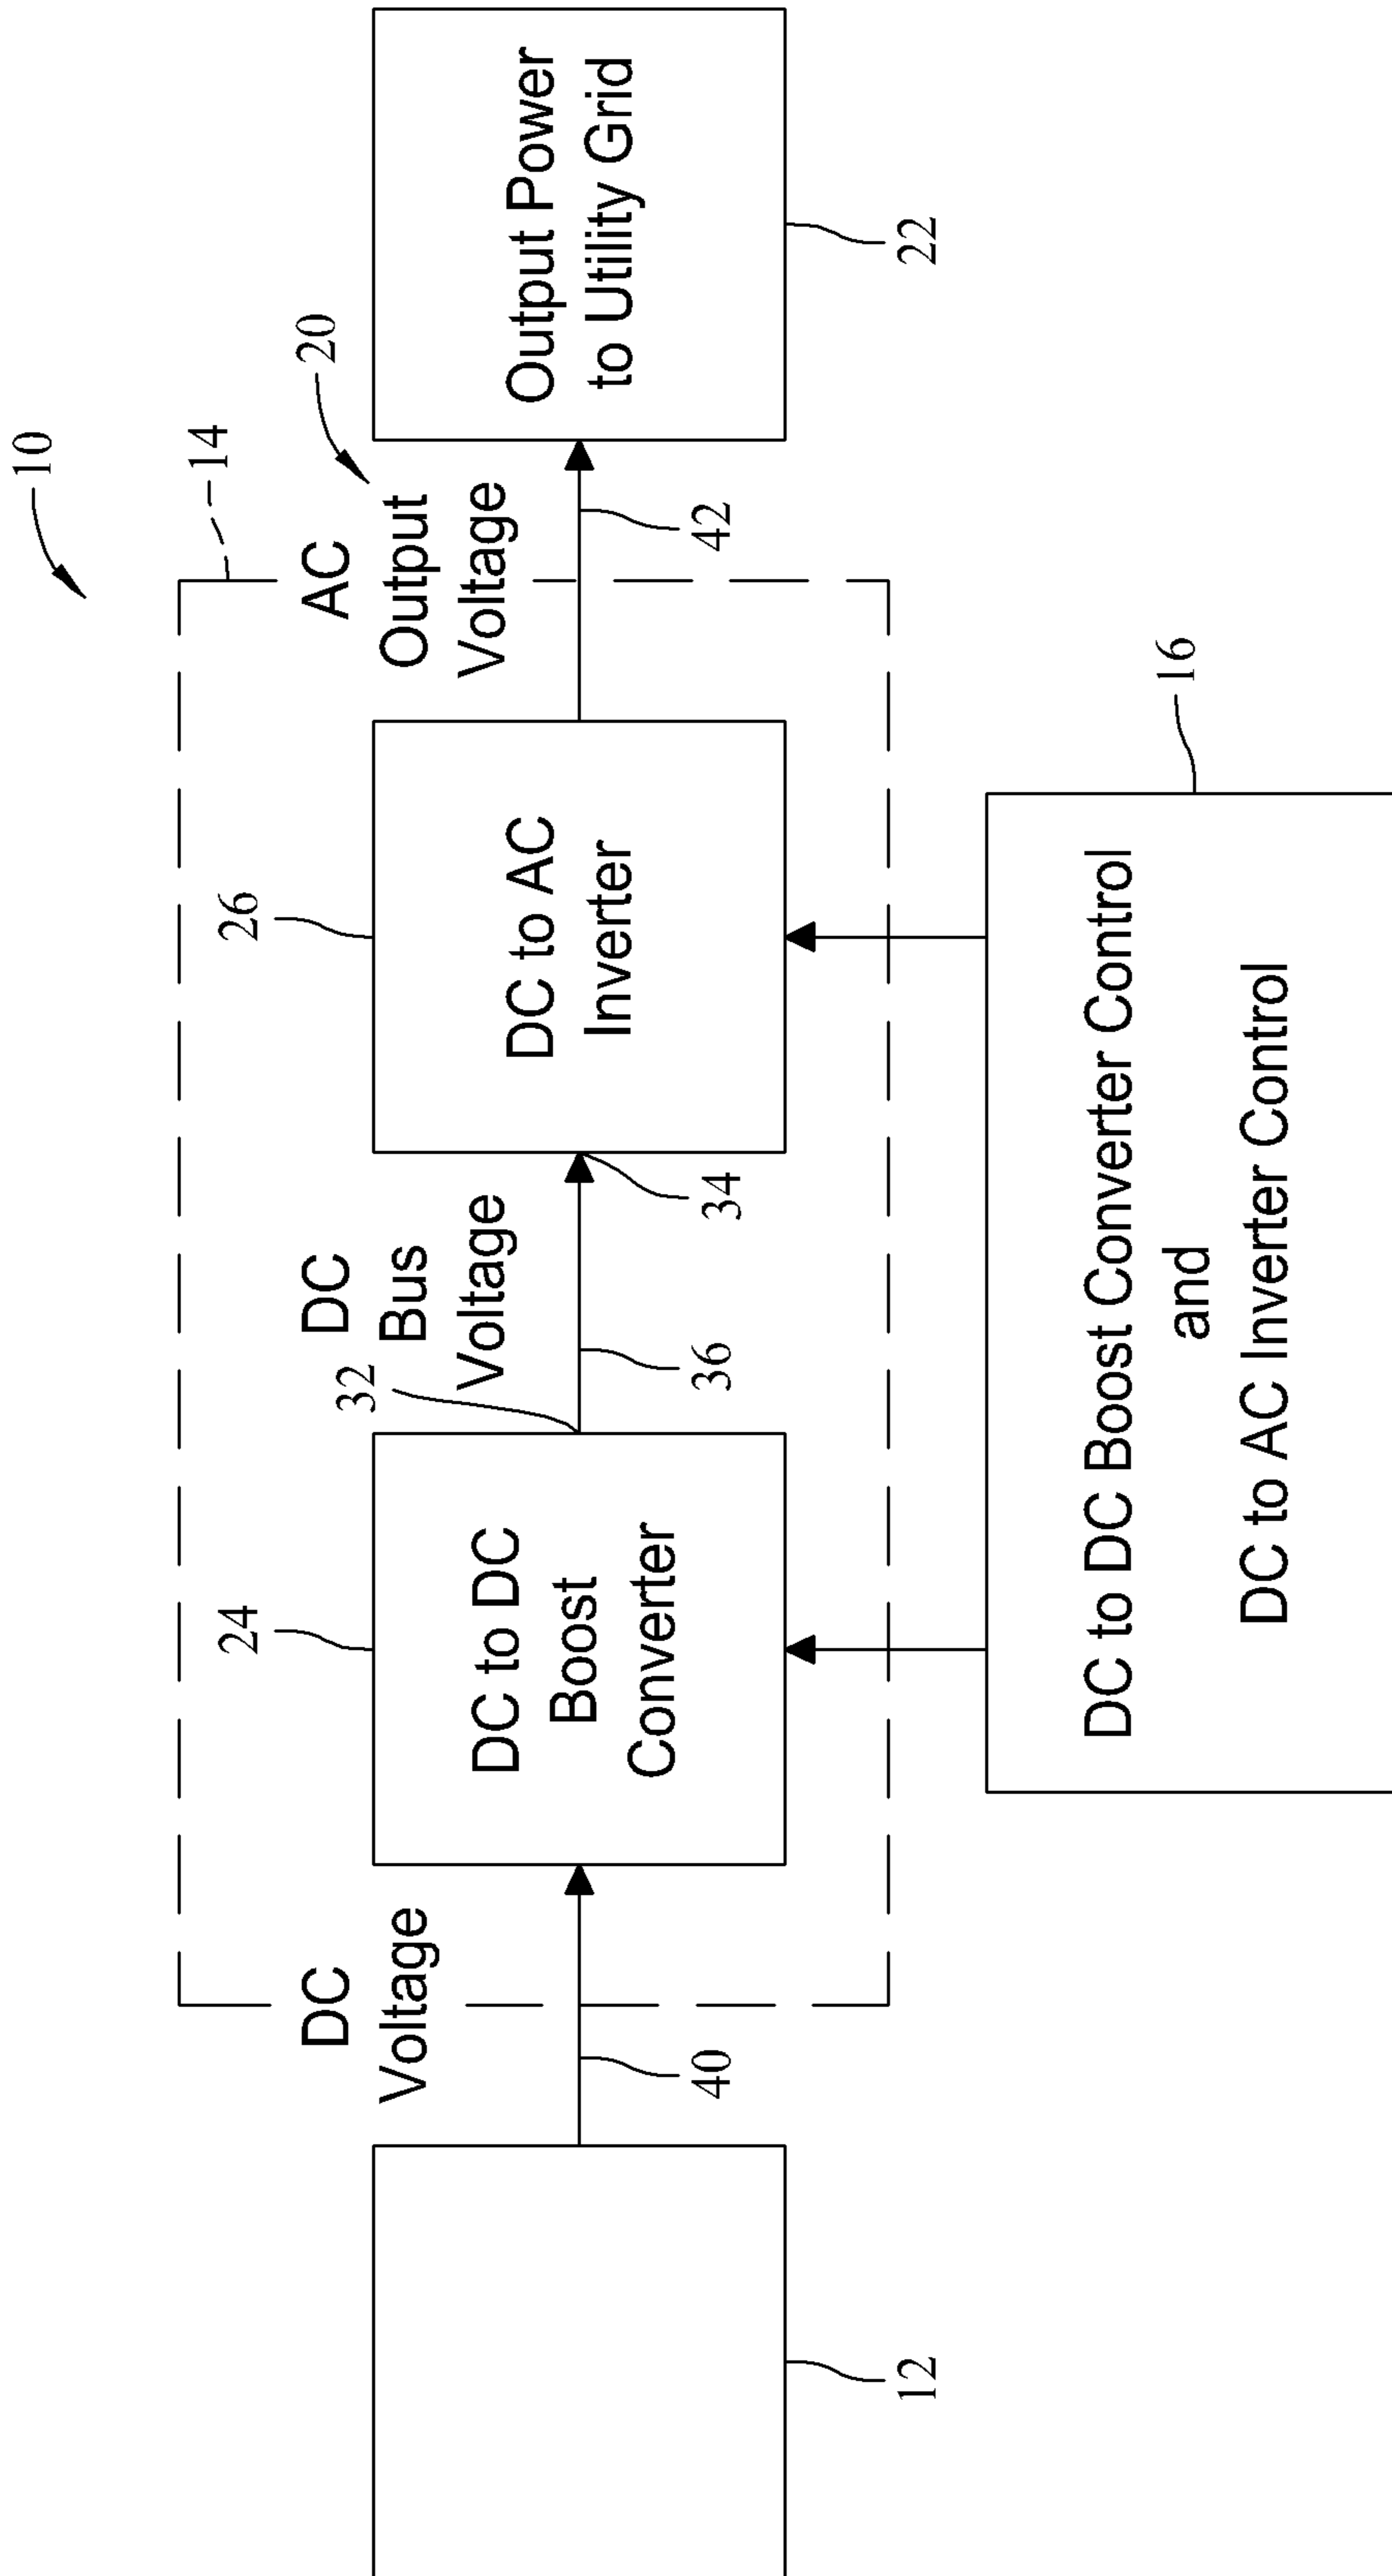 10
14
20
AC
Output
Voltage
26
24
DC
Bus
Voltage
32
DC
Voltage
DC to DC
Boost
Converter
DC to AC
Inverter
Output Power
to Utility Grid
40
36
34
42
12
22
16
DC to DC Boost Converter Control
and
DC to AC Inverter Control